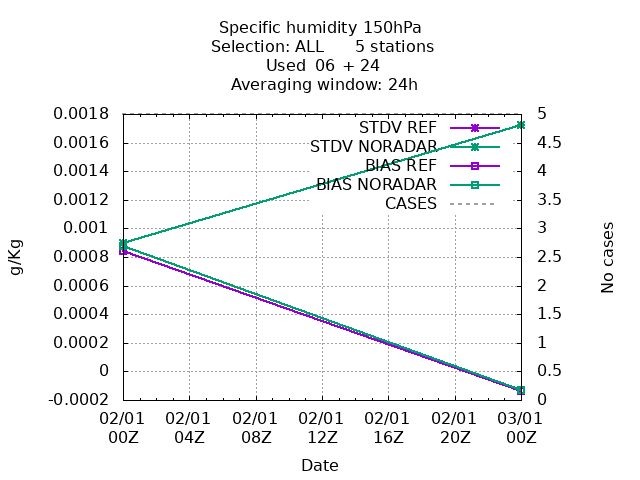 Specific humidity 150hPa
Selection: ALL 5 stations
Used 06 + 24
Averaging window: 24h
0.0018
0.0016
0.0014
0.0012
0.001
0.0008
0.0006
0.0004
0.0002
0
-0.0002
g/Kg
STDV REF
STDV NORADAR
BIAS REF
BIAS NORADAR
CASES
5
4.5
4
3.5
3
2.5
2
1.5
1
0.5
0
No cases
02/01 02/01 02/01 02/01 02/01 02/01 03/01
00Z 04Z 08Z 12Z 16Z 20Z 00Z
Date